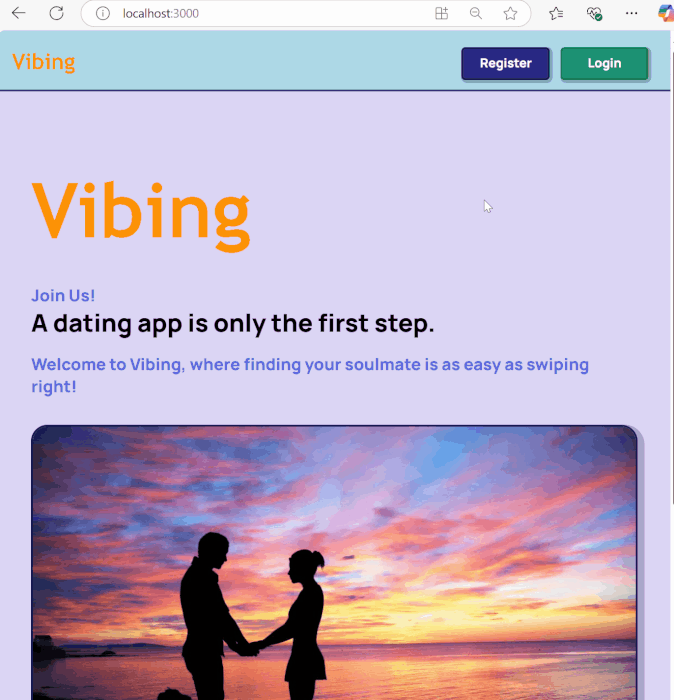 localhost:3000
Vibing
Register
Login
Vibing
Join Us!
A dating app is only the first step.
Welcome to Vibing, where finding your soulmate is as easy as swiping
right!